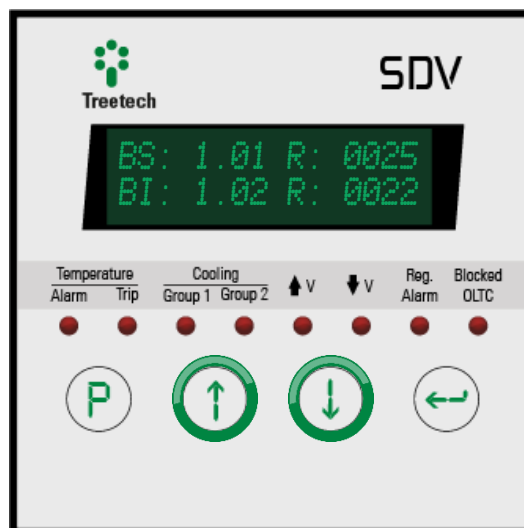 Treetech
SDV
BS: 1.01 R: 0025
BI: 1.02 R: 0022
Temperature
Alarm Trip
Cooling
Group 1 Group 2
V
V
Reg. Alarm
Blocked OLTC
P